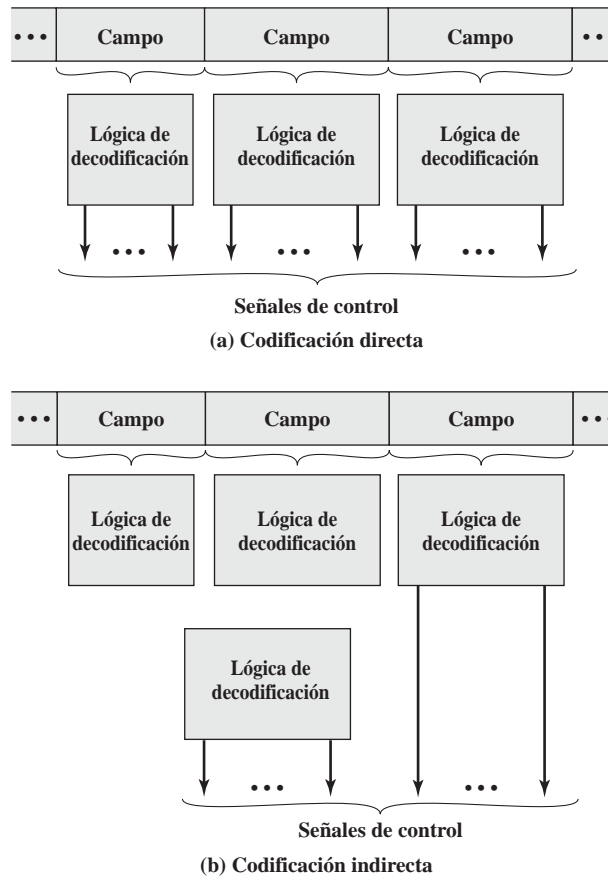 ••• Campo Campo Campo •••
Lógica de decodificación
Lógica de decodificación
Lógica de decodificación
••• ••• •••
Señales de control
(a) Codificación directa
••• Campo Campo Campo •••
Lógica de decodificación
Lógica de decodificación
Lógica de decodificación
Lógica de decodificación
••• •••
Señales de control
(b) Codificación indirecta